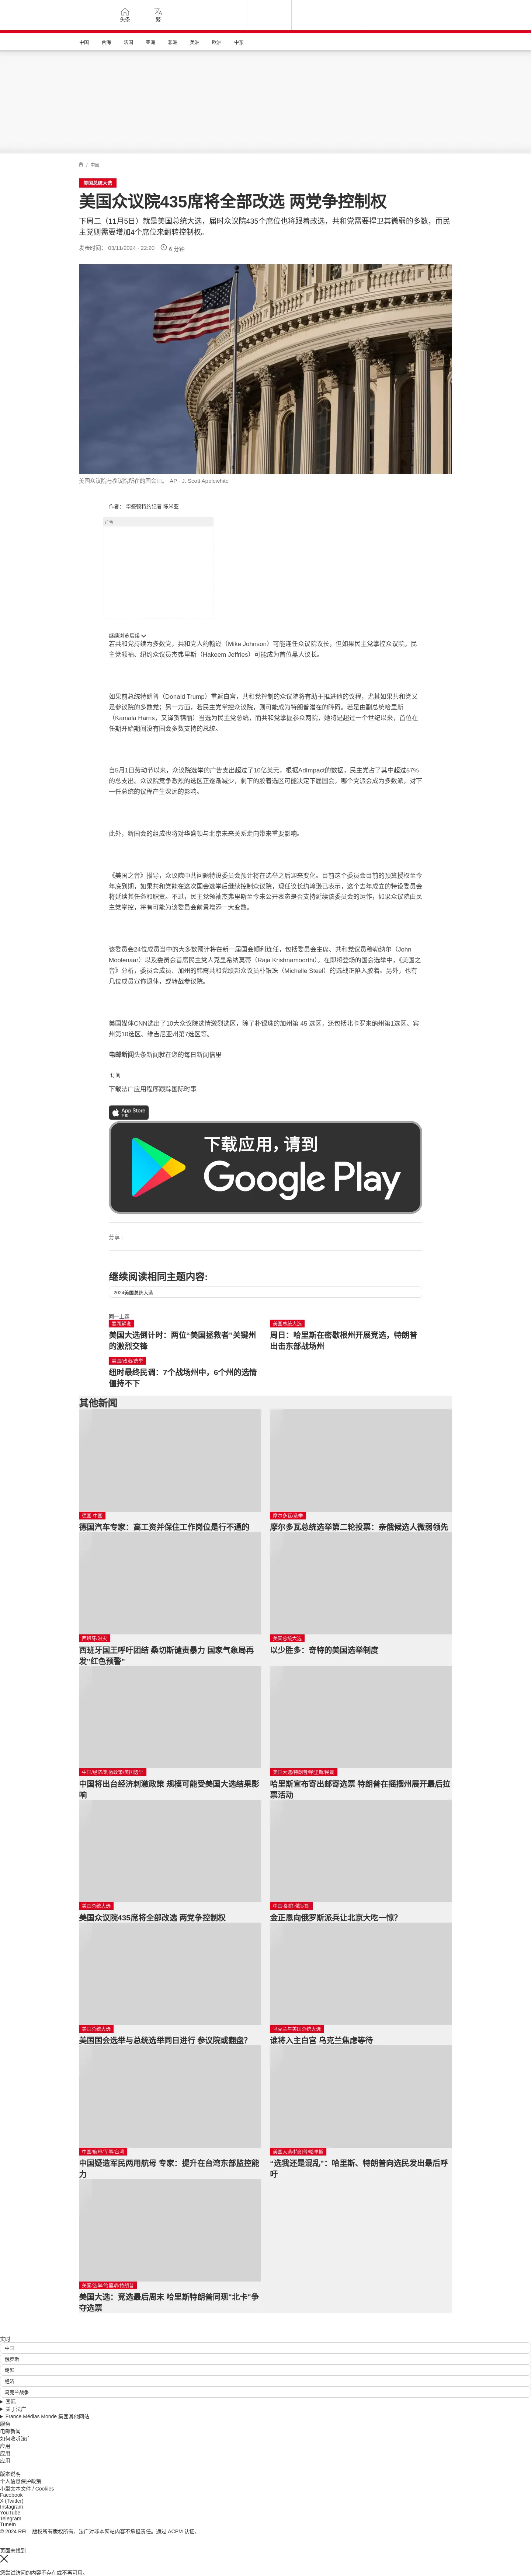 头条
繁
中国
台海
法国
亚洲
非洲
美洲
欧洲
中东
/ 专题
美国总统大选
美国众议院435席将全部改选 两党争控制权
下周二（11月5日）就是美国总统大选，届时众议院435个席位也将跟着改选，共和党需要捍卫其微弱的多数，而民
主党则需要增加4个席位来翻转控制权。
发表时间： 03/11/2024 - 22:20
6 分钟
美国众议院与参议院所在的国会山。 AP - J. Scott Applewhite
作者： 华盛顿特约记者 陈米亚
广告
继续浏览后续
若共和党持续为多数党，共和党人约翰逊（Mike Johnson）可能连任众议院议长，但如果民主党掌控众议院，民
主党领袖、纽约众议员杰弗里斯（Hakeem Jeffries）可能成为首位黑人议长。
如果前总统特朗普（Donald Trump）重返白宫，共和党控制的众议院将有助于推进他的议程，尤其如果共和党又
是参议院的多数党；另一方面，若民主党掌控众议院，则可能成为特朗普潜在的障碍。若是由副总统哈里斯
（Kamala Harris，又译贺锦丽）当选为民主党总统，而共和党掌握参众两院，她将是超过一个世纪以来，首位在
任期开始期间没有国会多数支持的总统。
自5月1日劳动节以来，众议院选举的广告支出超过了10亿美元，根据AdImpact的数据，民主党占了其中超过57%
的总支出。众议院竞争激烈的选区正逐渐减少，剩下的胶着选区可能决定下届国会，哪个党派会成为多数派，对下
一任总统的议程产生深远的影响。
此外，新国会的组成也将对华盛顿与北京未来关系走向带来重要影响。
《美国之音》报导，众议院中共问题特设委员会预计将在选举之后迎来变化。目前这个委员会目前的预算授权至今
年底到期，如果共和党能在这次国会选举后继续控制众议院，现任议长约翰逊已表示，这个去年成立的特设委员会
将延续其任务和职责。不过，民主党领袖杰弗里斯至今未公开表态是否支持延续该委员会的运作，如果众议院由民
主党掌控，将有可能为该委员会前景增添一大变数。
该委员会24位成员当中的大多数预计将在新一届国会顺利连任，包括委员会主席、共和党议员穆勒纳尔（John
Moolenaar）以及委员会首席民主党人克里希纳莫蒂（Raja Krishnamoorthi）。在即将登场的国会选举中，《美国之
音》分析，委员会成员、加州的韩裔共和党联邦众议员朴银珠（Michelle Steel）的选战正陷入胶着。另外，也有
几位成员宣佈退休，或转战参议院。
美国媒体CNN选出了10大众议院选情激烈选区，除了朴银珠的加州第 45 选区，还包括北卡罗来纳州第1选区、宾
州第10选区、维吉尼亚州第7选区等。
电邮新闻头条新闻就在您的每日新闻信里
订阅
下载法广应用程序跟踪国际时事
App Store
下载
下载应用，请到
Google Play
分享 :
继续阅读相同主题内容:
2024美国总统大选
同一主题
要闻解说
美国大选倒计时：两位“美国拯救者”关键州
的激烈交锋
美国总统大选
周日：哈里斯在密歇根州开展竞选，特朗普
出击东部战场州
美国/政治/选举
纽时最终民调：7个战场州中，6个州的选情
僵持不下
其他新闻
德国-中国
德国汽车专家：高工资并保住工作岗位是行不通的
摩尔多瓦/选举
摩尔多瓦总统选举第二轮投票：亲俄候选人微弱领先
西班牙/洪灾
西班牙国王呼吁团结 桑切斯谴责暴力 国家气象局再
发"红色预警"
美国总统大选
以少胜多：奇特的美国选举制度
中国/经济/刺激政策/美国选举
中国将出台经济刺激政策 规模可能受美国大选结果影
响
美国大选/特朗普/哈里斯/民调
哈里斯宣布寄出邮寄选票 特朗普在摇摆州展开最后拉
票活动
美国总统大选
美国众议院435席将全部改选 两党争控制权
中国-朝鲜-俄罗斯
金正恩向俄罗斯派兵让北京大吃一惊？
美国总统大选
美国国会选举与总统选举同日进行 参议院或翻盘？
乌克兰与美国总统大选
谁将入主白宫 乌克兰焦虑等待
中国/航母/军事/台湾
中国疑造军民两用航母 专家：提升在台湾东部监控能
力
美国大选/特朗普/哈里斯
"选我还是混乱"：哈里斯、特朗普向选民发出最后呼
吁
美国/选举/哈里斯/特朗普
美国大选：竞选最后周末 哈里斯特朗普同现"北卡"争
夺选票
实时
中国
俄罗斯
朝鲜
经济
乌克兰战争
国际
关于法广
France Médias Monde 集团其他网站
服务
电邮新闻
如何收听法广
应用
应用
应用
版本说明
个人信息保护政策
小型文本文件 / Cookies
Facebook
X (Twitter)
Instagram
YouTube
Telegram
TuneIn
© 2024 RFI – 版权所有版权所有。法广对非本网站内容不承担责任。通过 ACPM 认证。
页面未找到
您尝试访问的内容不存在或不再可用。